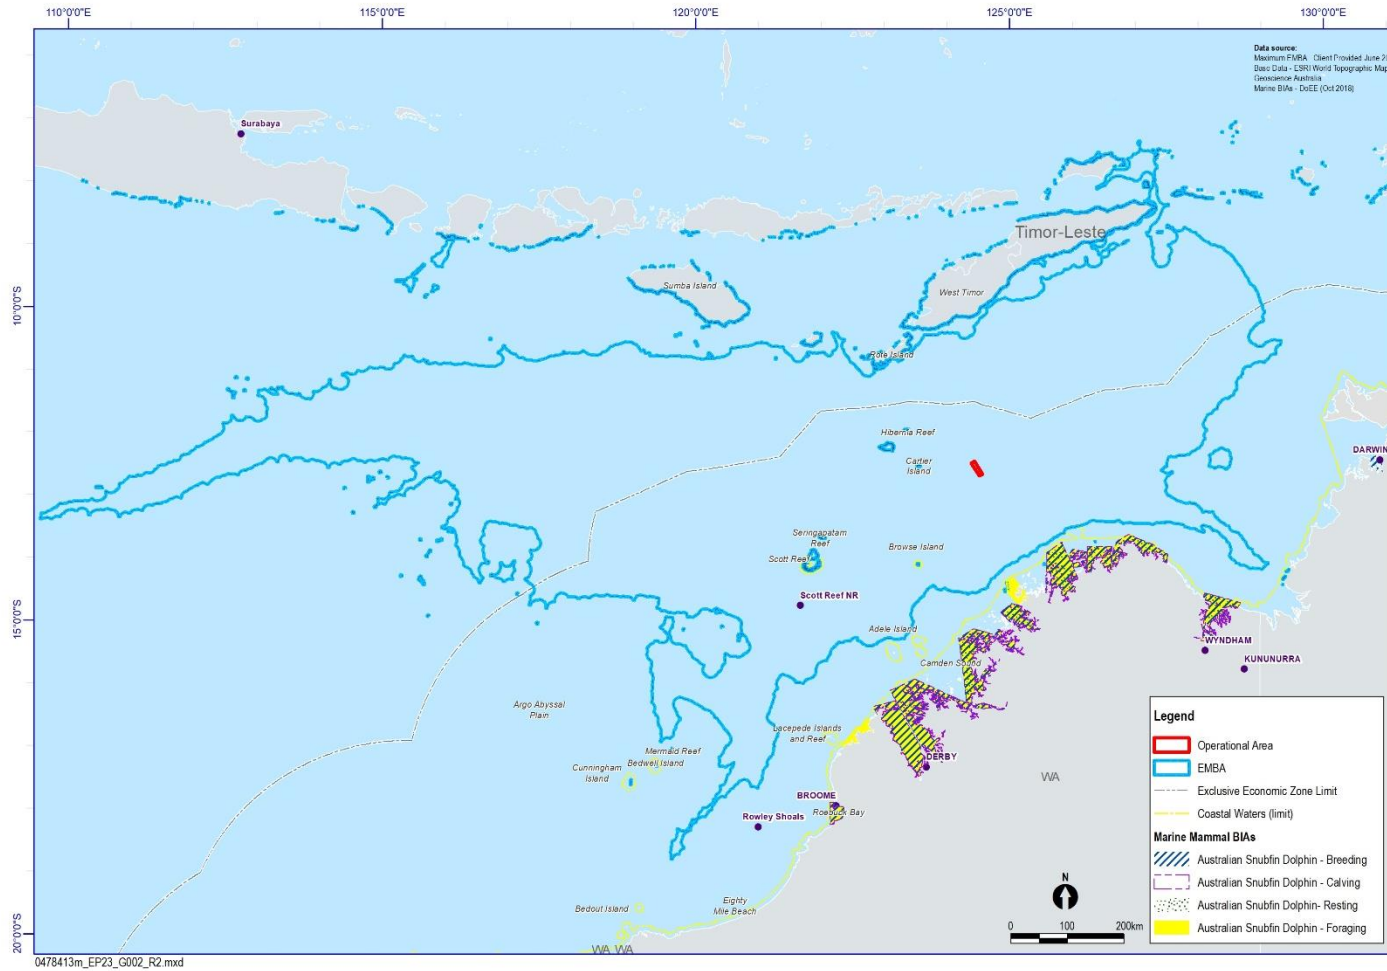 110°0'0"E 115°0'0"E 120°0'0"E 125°0'0"E 130°0'0"E
Data source:
Maximum EMBA - Client Provided June
Base Data - ESRI World Topographic Map
Geoscience Australia
Marine BIAs - DoEE (Oct 2018)
Surabaya
Timor-Leste
Sumba Island
West Timor
10°0'0"S
Rote Island
Hibernia Reef
Cartier
Island
DARWIN
Seringapatam
Reef
Browse Island
Scott Reef
Scott Reef NR
15°0'0"S
Adele Island
WYNDHAM
Camden Sound
KUNUNURRA
Argo Abyssal
Plain
Lacepede Islands
and Reef
Mermaid Reef
Bedwell Island
Cunningham
Island
DERBY
WA
BROOME
Roebuck Bay
Rowley Shoals
Eighty
Mile Beach
Bedout Island
20°0'0"S
WA WA
N
0 100 200km
Legend
Operational Area
EMBA
Exclusive Economic Zone Limit
Coastal Waters (limit)
Marine Mammal BIAs
Australian Snubfin Dolphin - Breeding
Australian Snubfin Dolphin - Calving
Australian Snubfin Dolphin- Resting
Australian Snubfin Dolphin - Foraging
0478413m_EP23_G002_R2.mxd